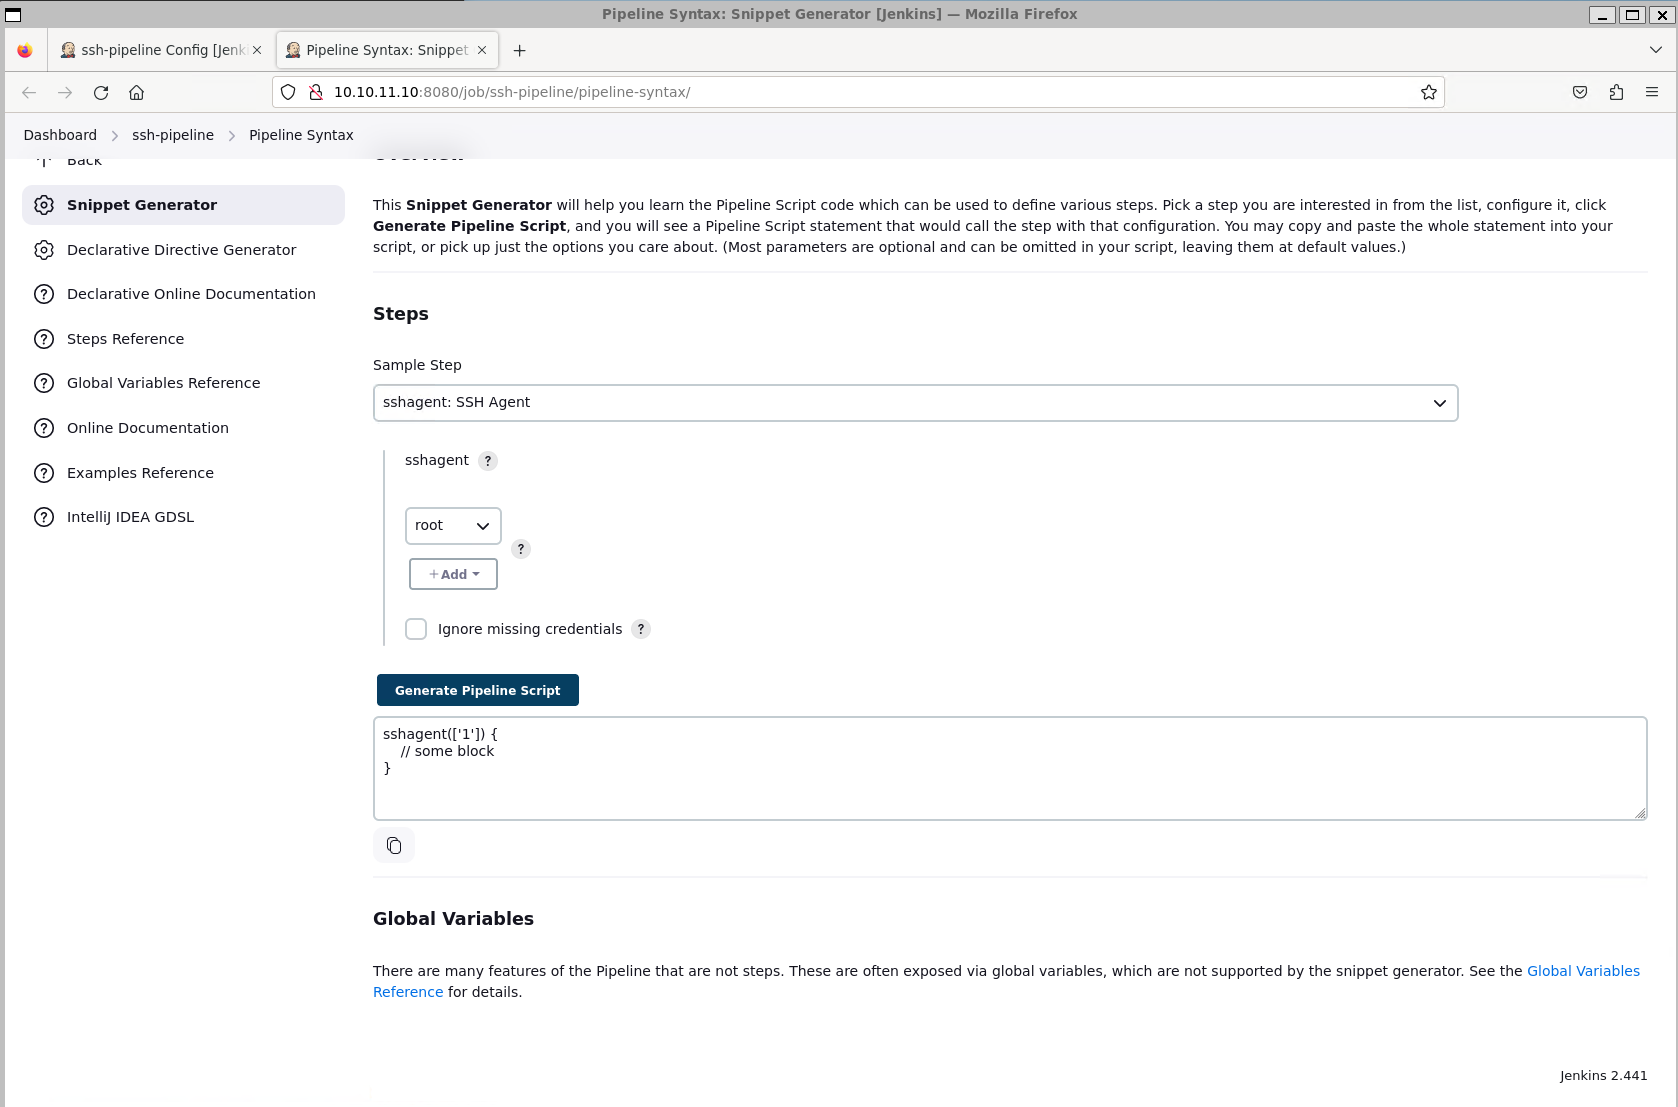 Pipeline Syntax: Snippet Generator [Jenkins] — Mozilla Firefox
ssh-pipeline Config [Jenki
Pipeline Syntax: Snippet
10.10.11.10:8080/job/ssh-pipeline/pipeline-syntax/
Dashboard
ssh-pipeline
Pipeline Syntax
Back
Snippet Generator
Declarative Directive Generator
Declarative Online Documentation
Steps Reference
Global Variables Reference
Online Documentation
Examples Reference
IntelliJ IDEA GDSL
Overview
This Snippet Generator will help you learn the Pipeline Script code which can be used to define various steps. Pick a step you are interested in from the list, configure it, click
Generate Pipeline Script, and you will see a Pipeline Script statement that would call the step with that configuration. You may copy and paste the whole statement into your
script, or pick up just the options you care about. (Most parameters are optional and can be omitted in your script, leaving them at default values.)
Steps
Sample Step
sshagent: SSH Agent
sshagent ?
root
?
+ Add
Ignore missing credentials ?
Generate Pipeline Script
sshagent(['1']) {
    // some block
}
Global Variables
There are many features of the Pipeline that are not steps. These are often exposed via global variables, which are not supported by the snippet generator. See the Global Variables
Reference for details.
Jenkins 2.441